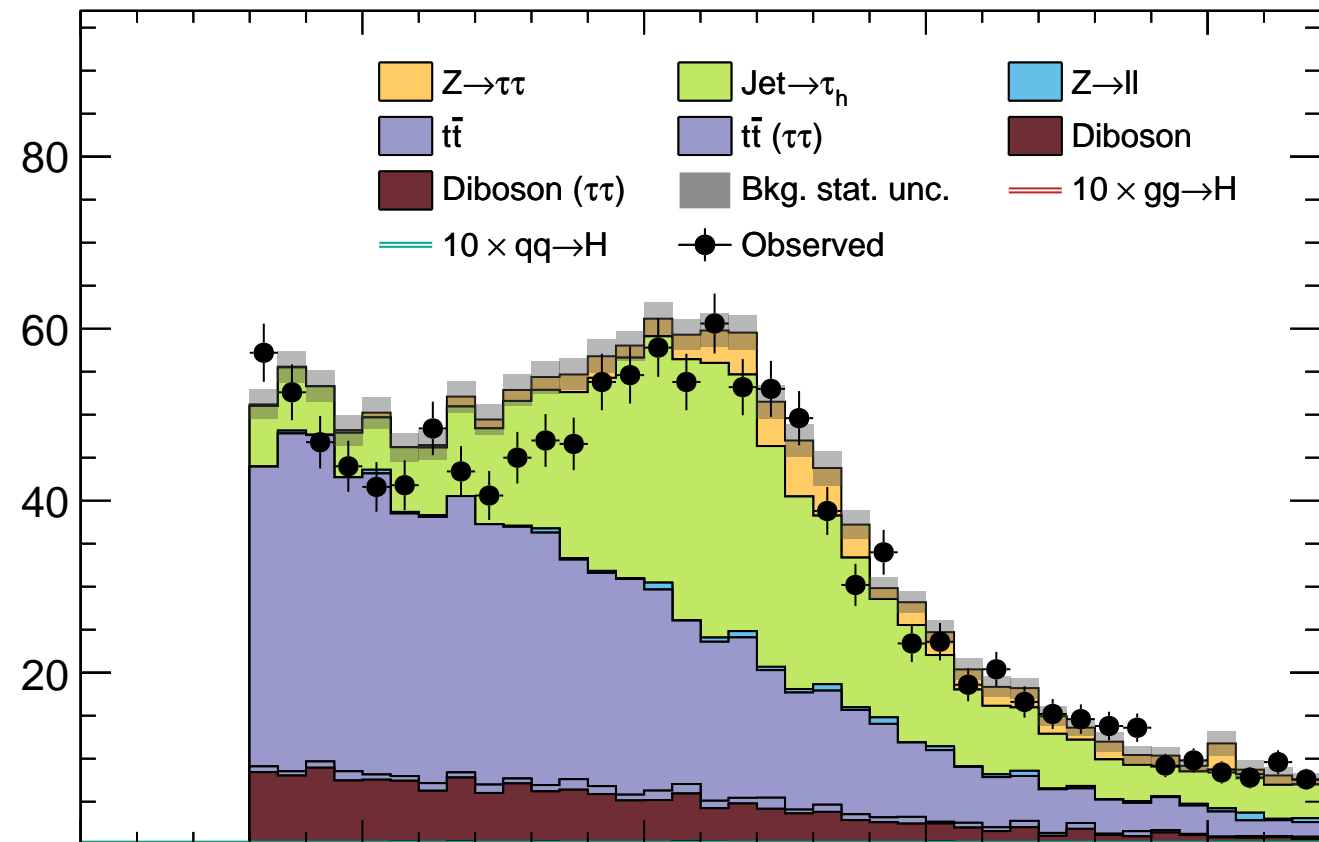 Z→ττ Jet→τh Z→ll
tt̄ tt̄ (ττ) Diboson
Diboson (ττ) Bkg. stat. unc. 10 × gg→H
10 × qq→H Observed
80
60
40
20